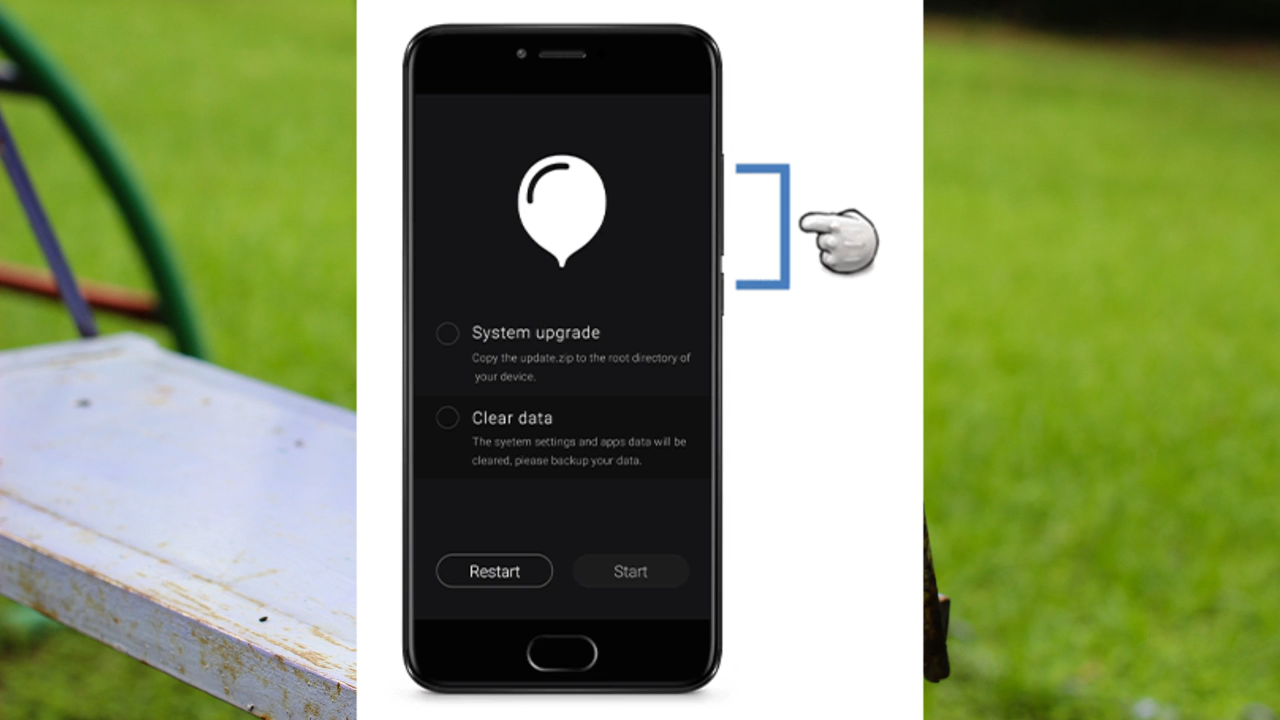 System upgrade
Copy the update.zip to the root directory of
your device.
Clear data
The syetem settings and apps data will be
cleared, please backup your data.
Restart
Start